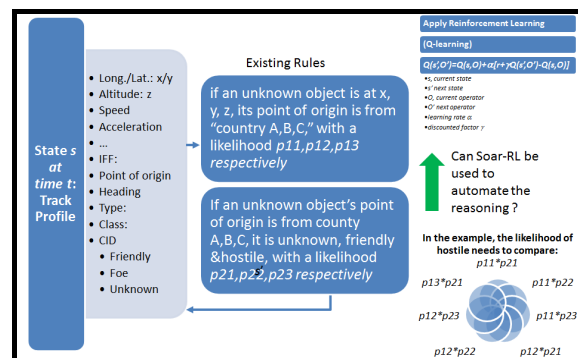 State s
at
time t:
Track
Profile
• Long./Lat.: x/y
• Altitude: z
• Speed
• Acceleration
• ...
• IFF:
Point of origin
• Heading
• Type:
• Class:
• CID
• Friendly
• Foe
• Unknown
Existing Rules
if an unknown object is at x,
y, z, its point of origin is from
“country A,B,C,” with a
likelihood p11,p12,p13
respectively
If an unknown object’s point
of origin is from county
A,B,C, it is unknown, friendly
&hostile, with a likelihood
p21,p22,p23 respectively
s'
Apply Reinforcement Learning
(Q-learning)
Q(s',O')=Q(s,O)+α[r+γQ(s',O')-Q(s,O)]
•s, current state
•s' next state
•O, current operator
•O' next operator
•learning rate α
•discounted factor γ
Can Soar-RL be
used to
automate the
reasoning ?
In the example, the likelihood of
hostile needs to compare:
p11*p21
p13*p21
p11*p22
p12*p23
p11*p23
p12*p22
p12*p21